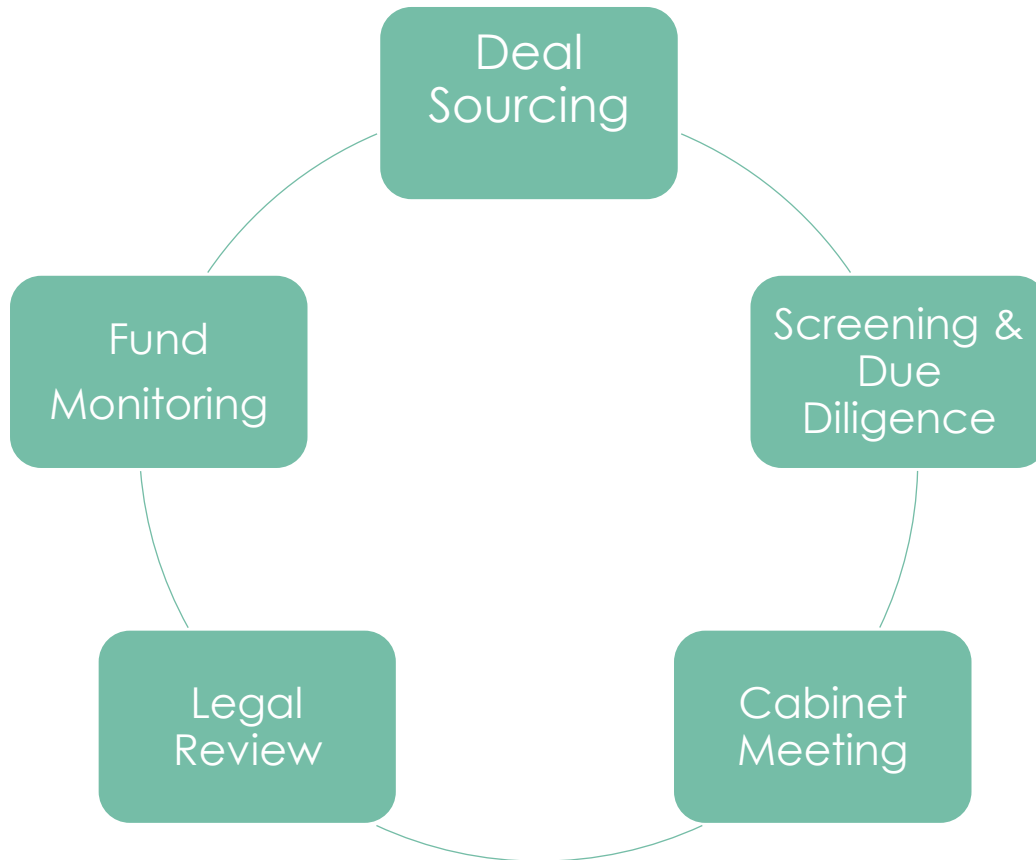 Deal
Sourcing
Screening &
Due
Diligence
Cabinet
Meeting
Legal
Review
Fund
Monitoring